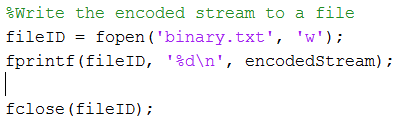 %Write the encoded stream to a file
fileID = fopen('binary.txt', 'w');
fprintf(fileID, '%d\n', encodedStream);
fclose(fileID);